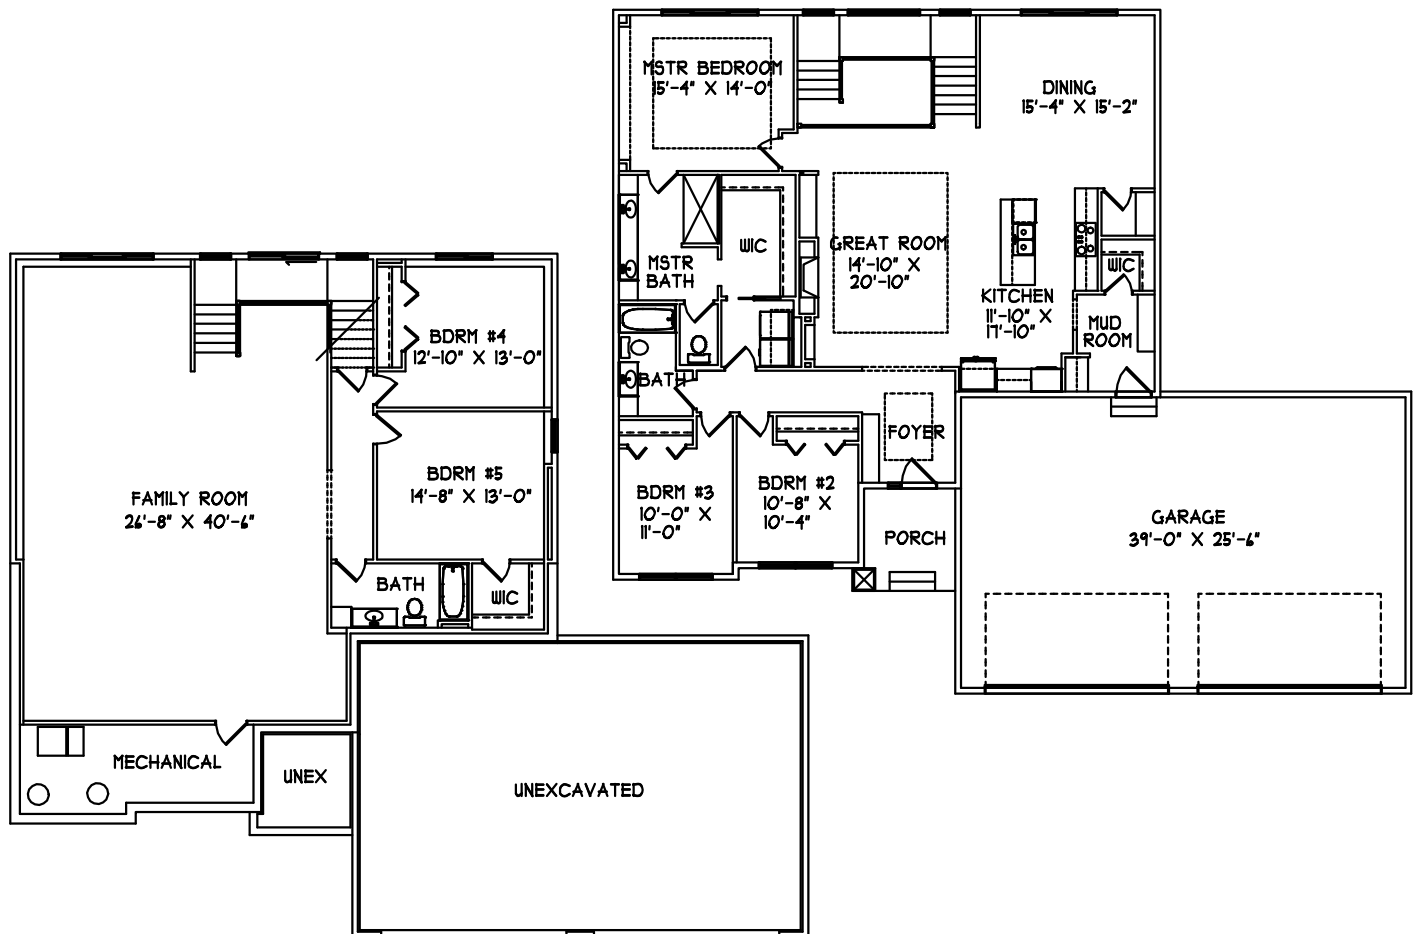 MSTR BEDROOM
15'-4" X 14'-0"
DINING
15'-4" X 15'-2"
WIC
GREAT ROOM
14'-10" X
20'-10"
MSTR
BATH
WIC
KITCHEN
11'-10" X
17'-10"
MUD
ROOM
BATH
FOYER
BDRM #3
10'-0" X
11'-0"
BDRM #2
10'-8" X
10'-4"
PORCH
GARAGE
39'-0" X 25'-6"
BDRM #4
12'-10" X 13'-0"
BDRM #5
14'-8" X 13'-0"
FAMILY ROOM
26'-8" X 40'-6"
BATH
WIC
MECHANICAL
UNEX
UNEXCAVATED